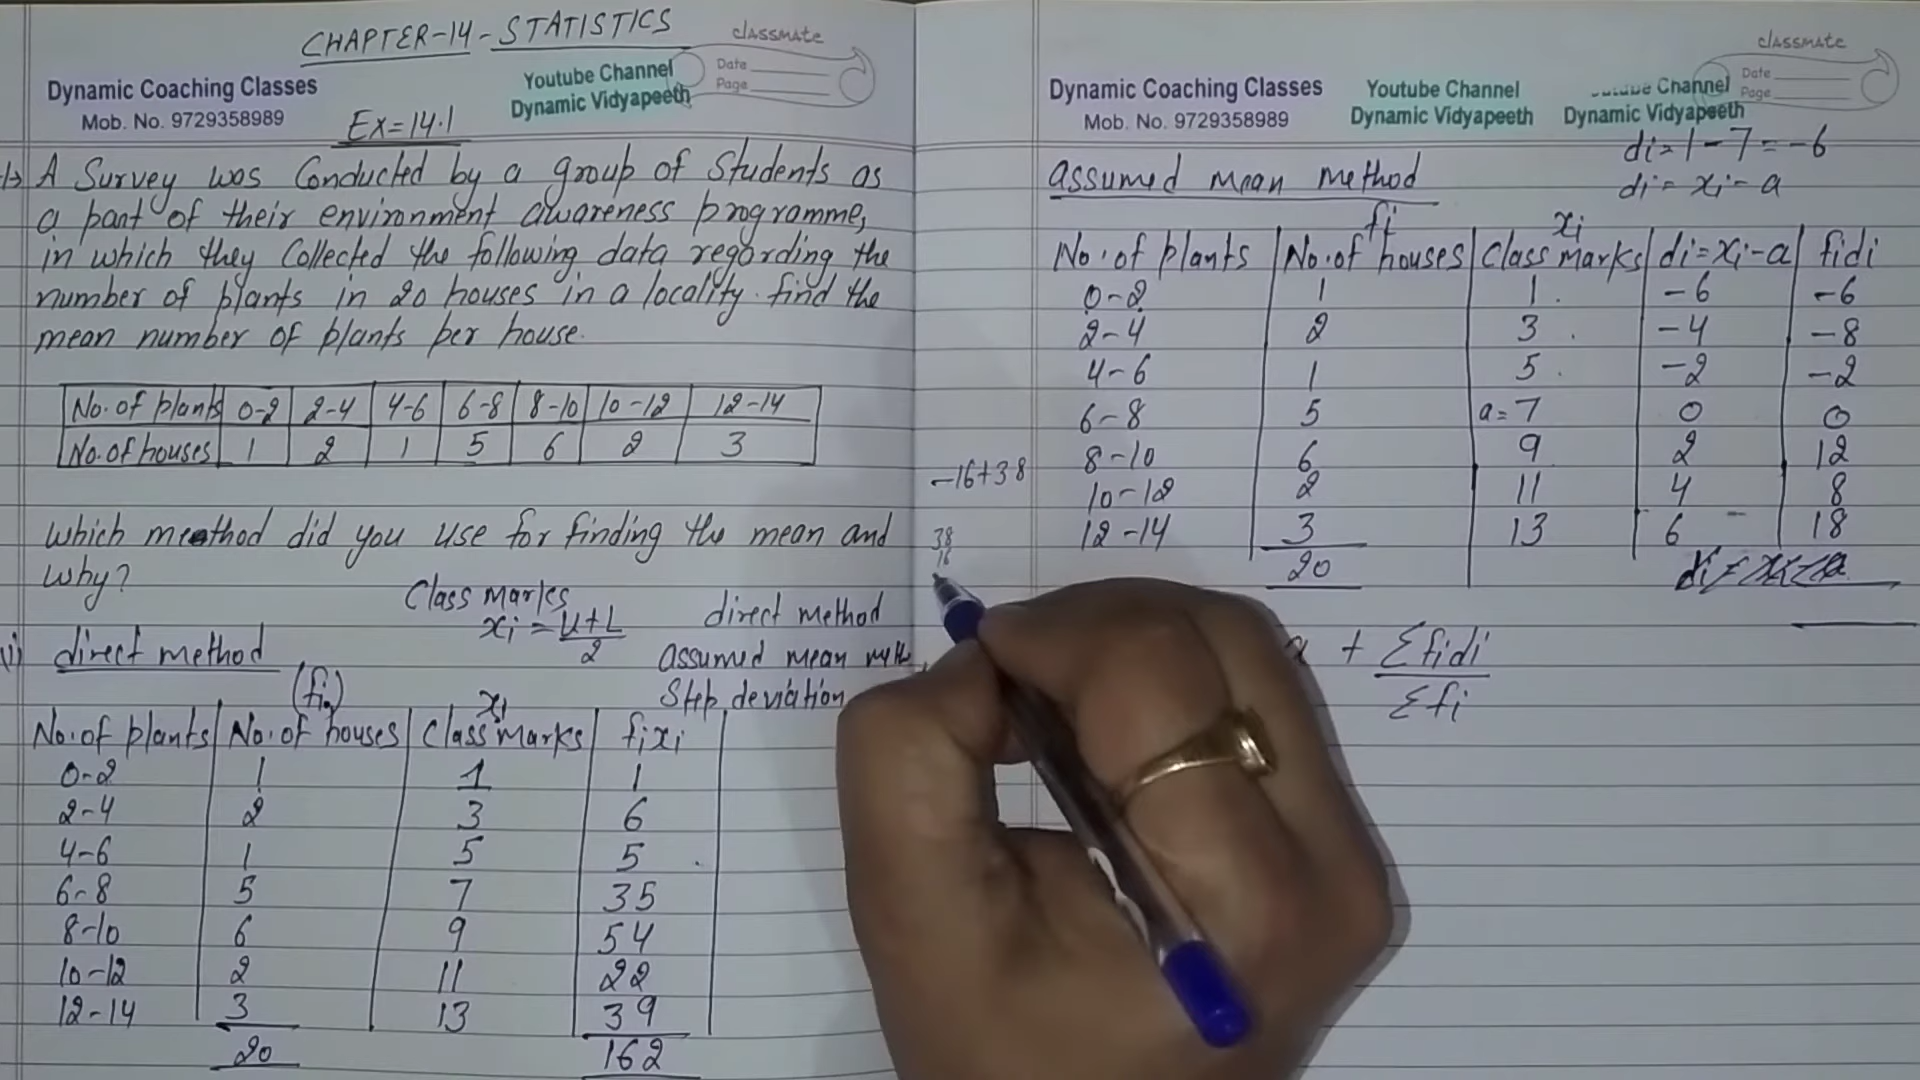 CHAPTER-14-STATISTICS
classmate
Date
Page
Dynamic Coaching Classes
Mob. No. 9729358989
Youtube Channel
Dynamic Vidyapeeth
Ex=14.1
1) A Survey was Conducted by a group of Students as
a part of their environment awareness programme,
in which they Collected the following data regarding the
number of plants in 20 houses in a locality. find the
mean number of plants per house.
No. of plants 0-2 2-4 4-6 6-8 8-10 10-12 12-14
No. of houses 1 2 1 5 6 2 3
which method did you use for finding the mean and
why?
Class marks
xi = U+L
2
direct method
assumed mean
Step deviation
(i) direct method
(fi) xi
No. of plants No. of houses Class marks fixi
0-2 1 1 1
2-4 2 3 6
4-6 1 5 5
6-8 5 7 35
8-10 6 9 54
10-12 2 11 22
12-14 3 13 39
20 162
classmate
Date
Page
Dynamic Coaching Classes
Mob. No. 9729358989
Youtube Channel
Dynamic Vidyapeeth
Channel
Dynamic Vidyapeeth
di = 1-7 = -6
di = xi-a
assumed mean method
fi xi
No. of plants No. of houses Class marks di=xi-a fidi
0-2 1 1 -6 -6
2-4 2 3 -4 -8
4-6 1 5 -2 -2
6-8 5 a=7 0 0
8-10 6 9 2 12
10-12 2 11 4 8
12-14 3 13 6 18
20
-16+38
38
16
a + Σfidi
Σfi